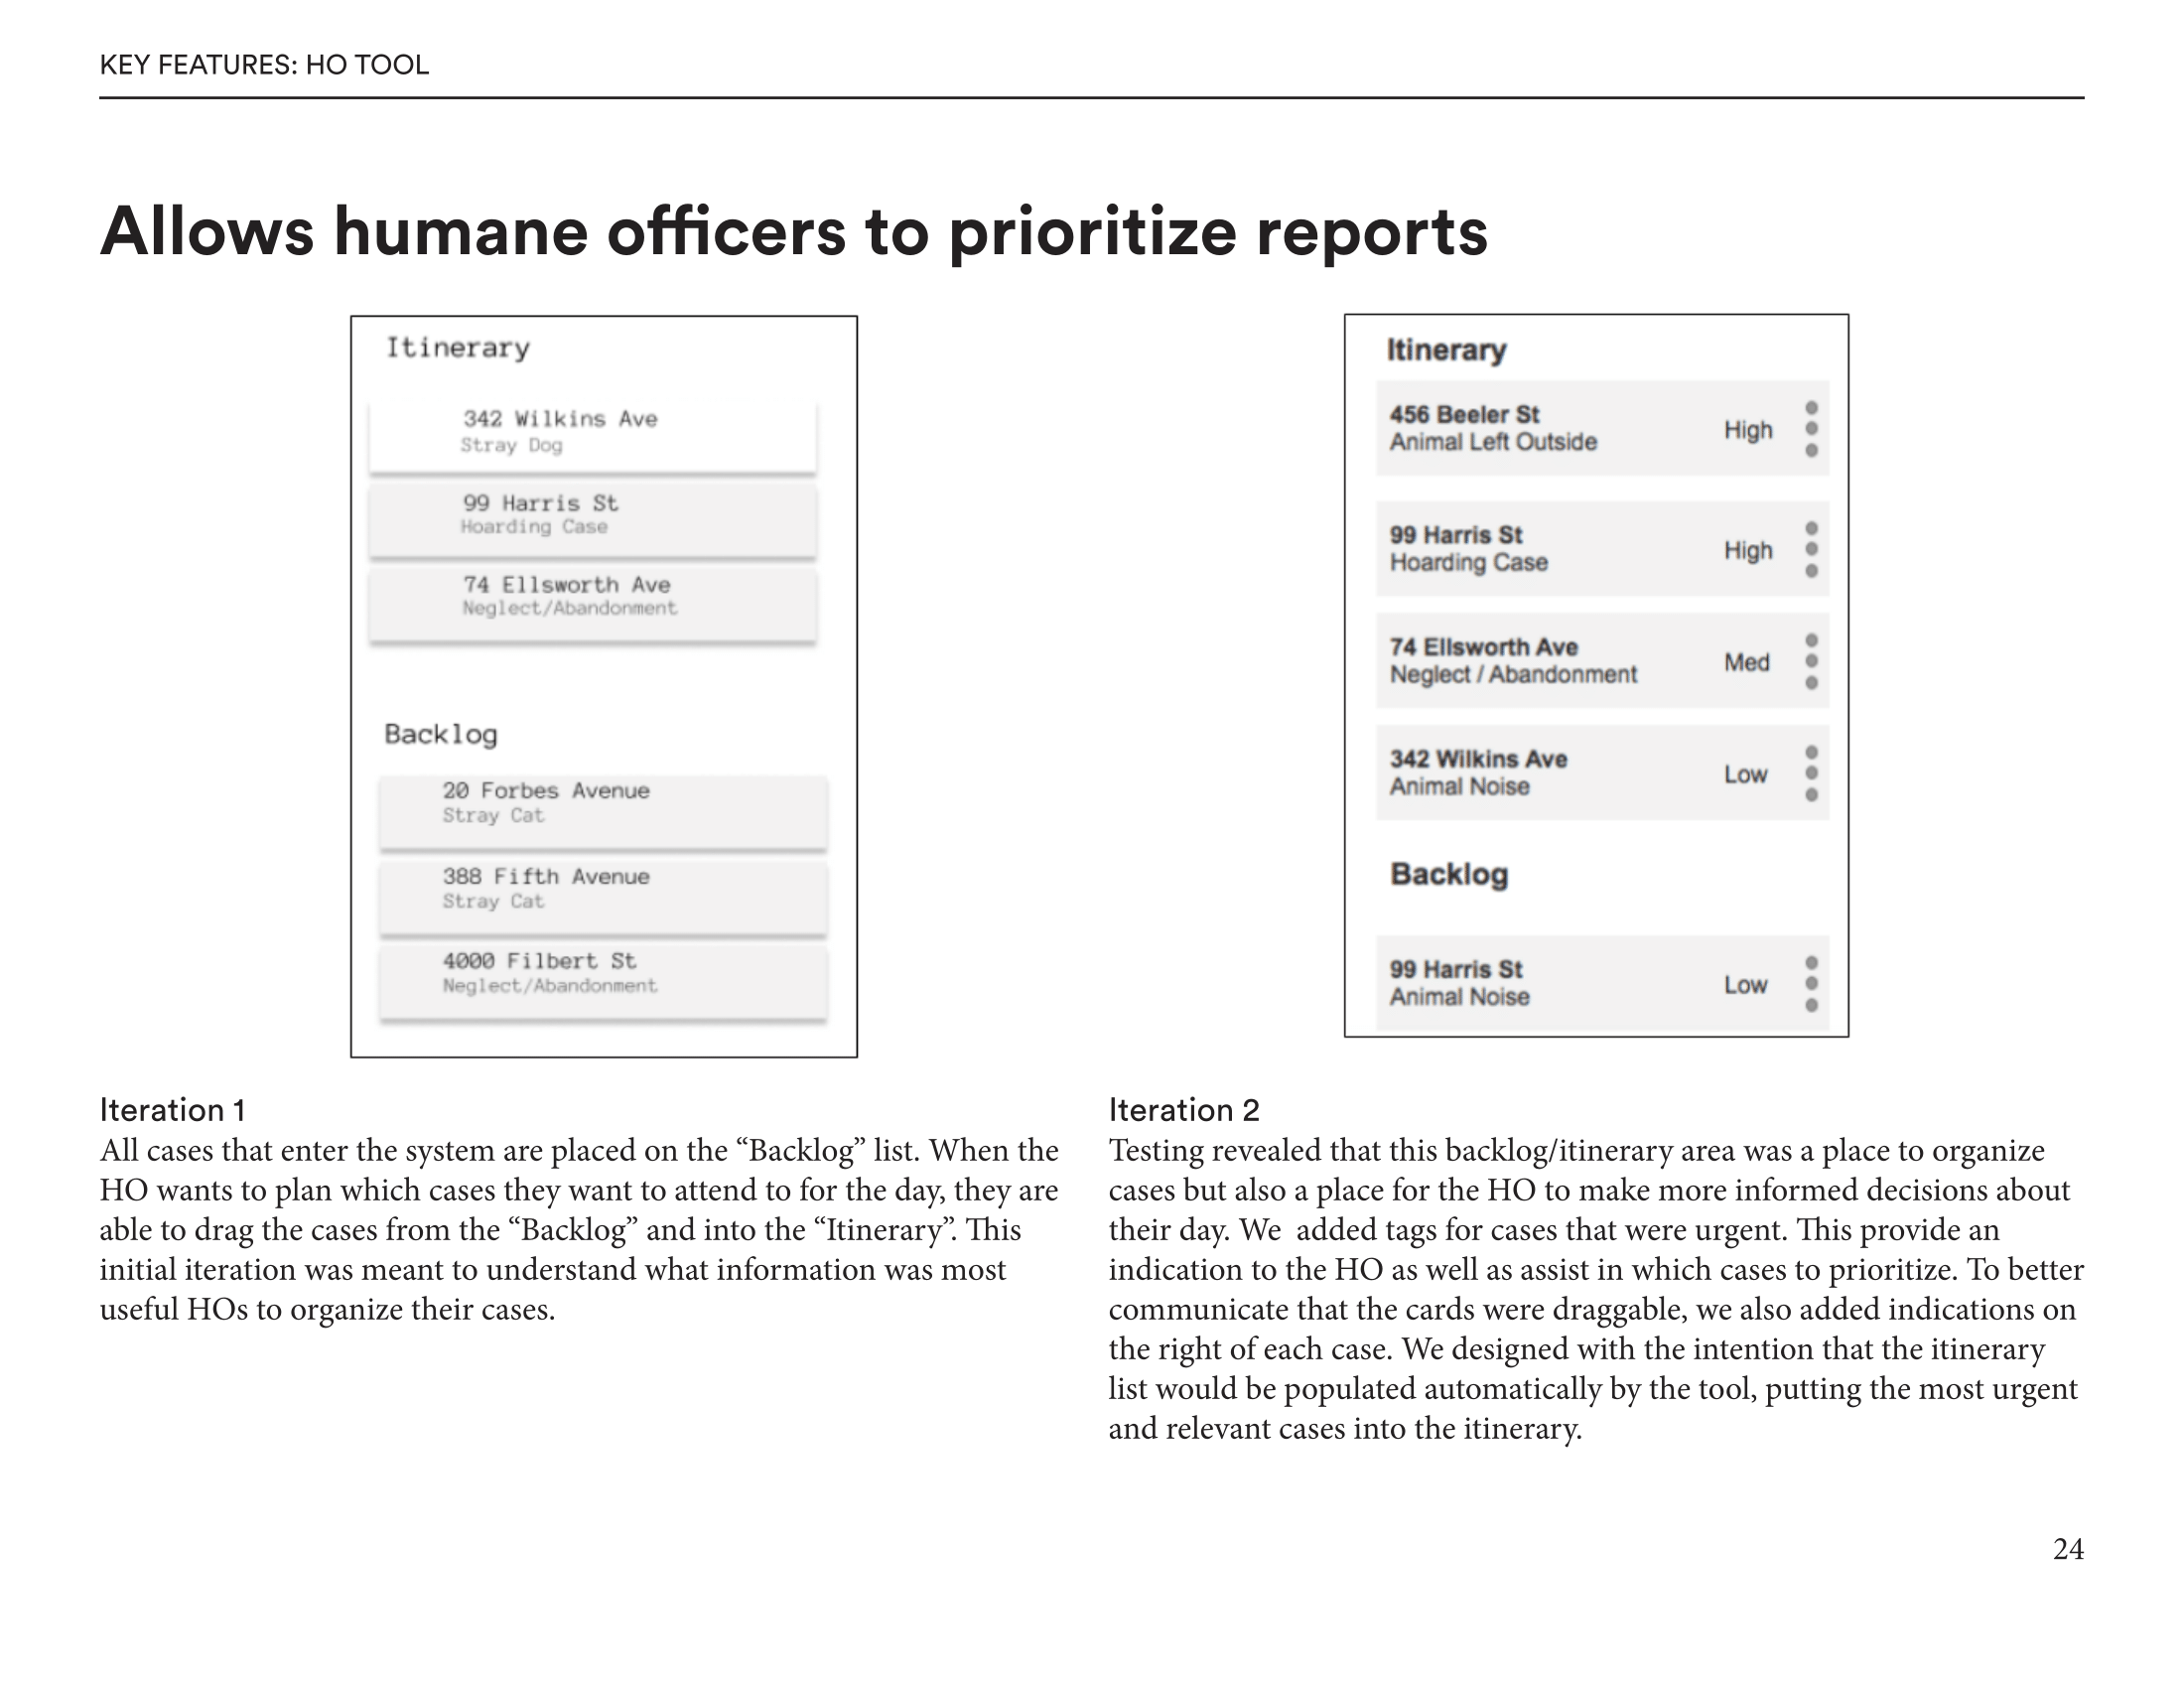 KEY FEATURES: HO TOOL
Allows humane officers to prioritize reports
Itinerary
342 Wilkins Ave
Stray Dog
99 Harris St
Hoarding Case
74 Ellsworth Ave
Neglect/Abandonment
Backlog
20 Forbes Avenue
Stray Cat
388 Fifth Avenue
Stray Cat
4000 Filbert St
Neglect/Abandonment
Itinerary
456 Beeler St
Animal Left Outside
High
99 Harris St
Hoarding Case
High
74 Ellsworth Ave
Neglect / Abandonment
Med
342 Wilkins Ave
Animal Noise
Low
Backlog
99 Harris St
Animal Noise
Low
Iteration 1
All cases that enter the system are placed on the “Backlog” list. When the
HO wants to plan which cases they want to attend to for the day, they are
able to drag the cases from the “Backlog” and into the “Itinerary”. This
initial iteration was meant to understand what information was most
useful HOs to organize their cases.
Iteration 2
Testing revealed that this backlog/itinerary area was a place to organize
cases but also a place for the HO to make more informed decisions about
their day. We  added tags for cases that were urgent. This provide an
indication to the HO as well as assist in which cases to prioritize. To better
communicate that the cards were draggable, we also added indications on
the right of each case. We designed with the intention that the itinerary
list would be populated automatically by the tool, putting the most urgent
and relevant cases into the itinerary.
24